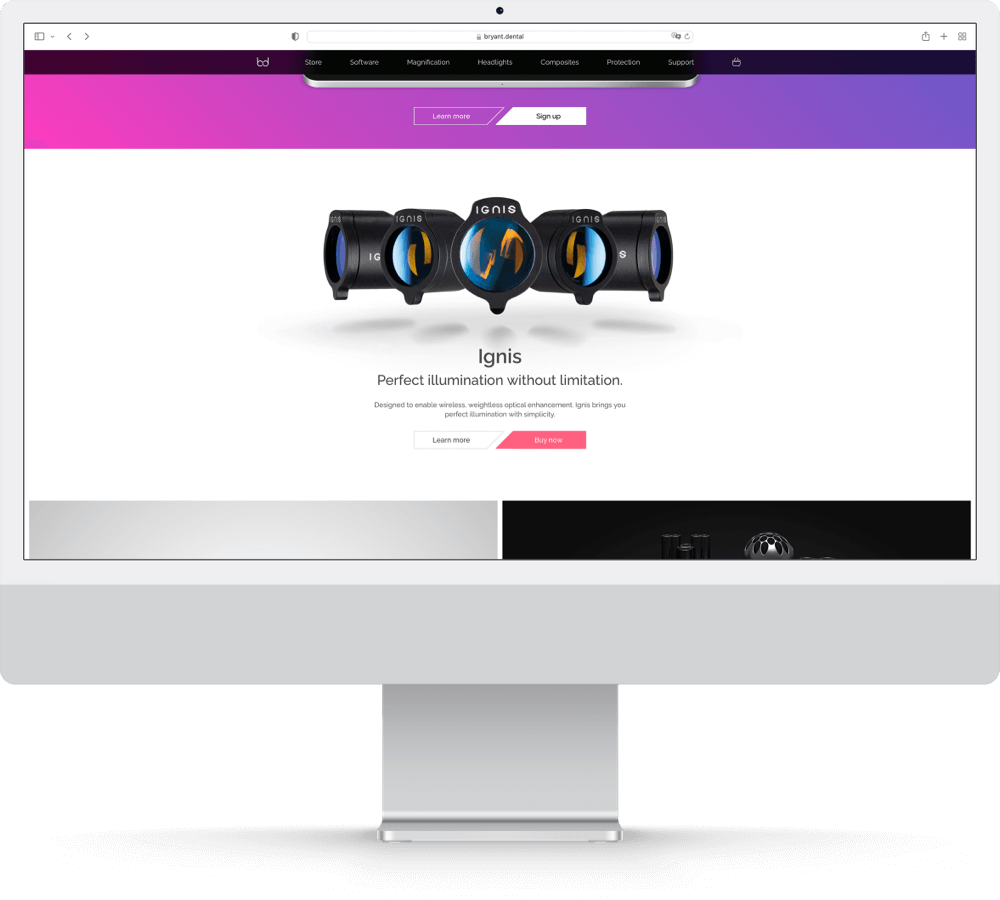 bryant.dental
Store Software Magnification Headlights Composites Protection Support
Learn more Sign up
IGNIS IGNIS IGNIS IGNIS IGNIS
IG S
Ignis
Perfect illumination without limitation.
Designed to enable wireless, weightless optical enhancement. Ignis brings you
perfect illumination with simplicity.
Learn more Buy now